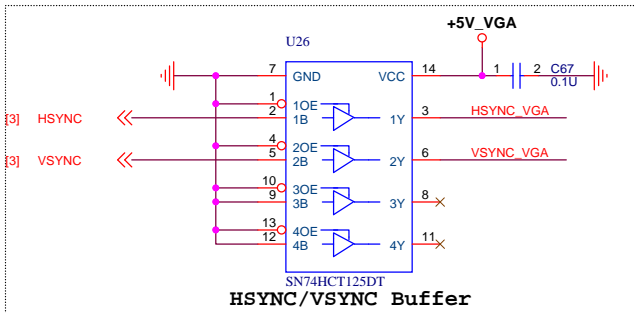 +5V_VGA
U26
7 GND VCC 14 1 2 C67
0.1U
1 1OE
[3] HSYNC 2 1B 1Y 3 HSYNC_VGA
4 2OE
[3] VSYNC 5 2B 2Y 6 VSYNC_VGA
10 3OE
9 3B 3Y 8
13 4OE
12 4B 4Y 11
SN74HCT125DT
HSYNC/VSYNC Buffer